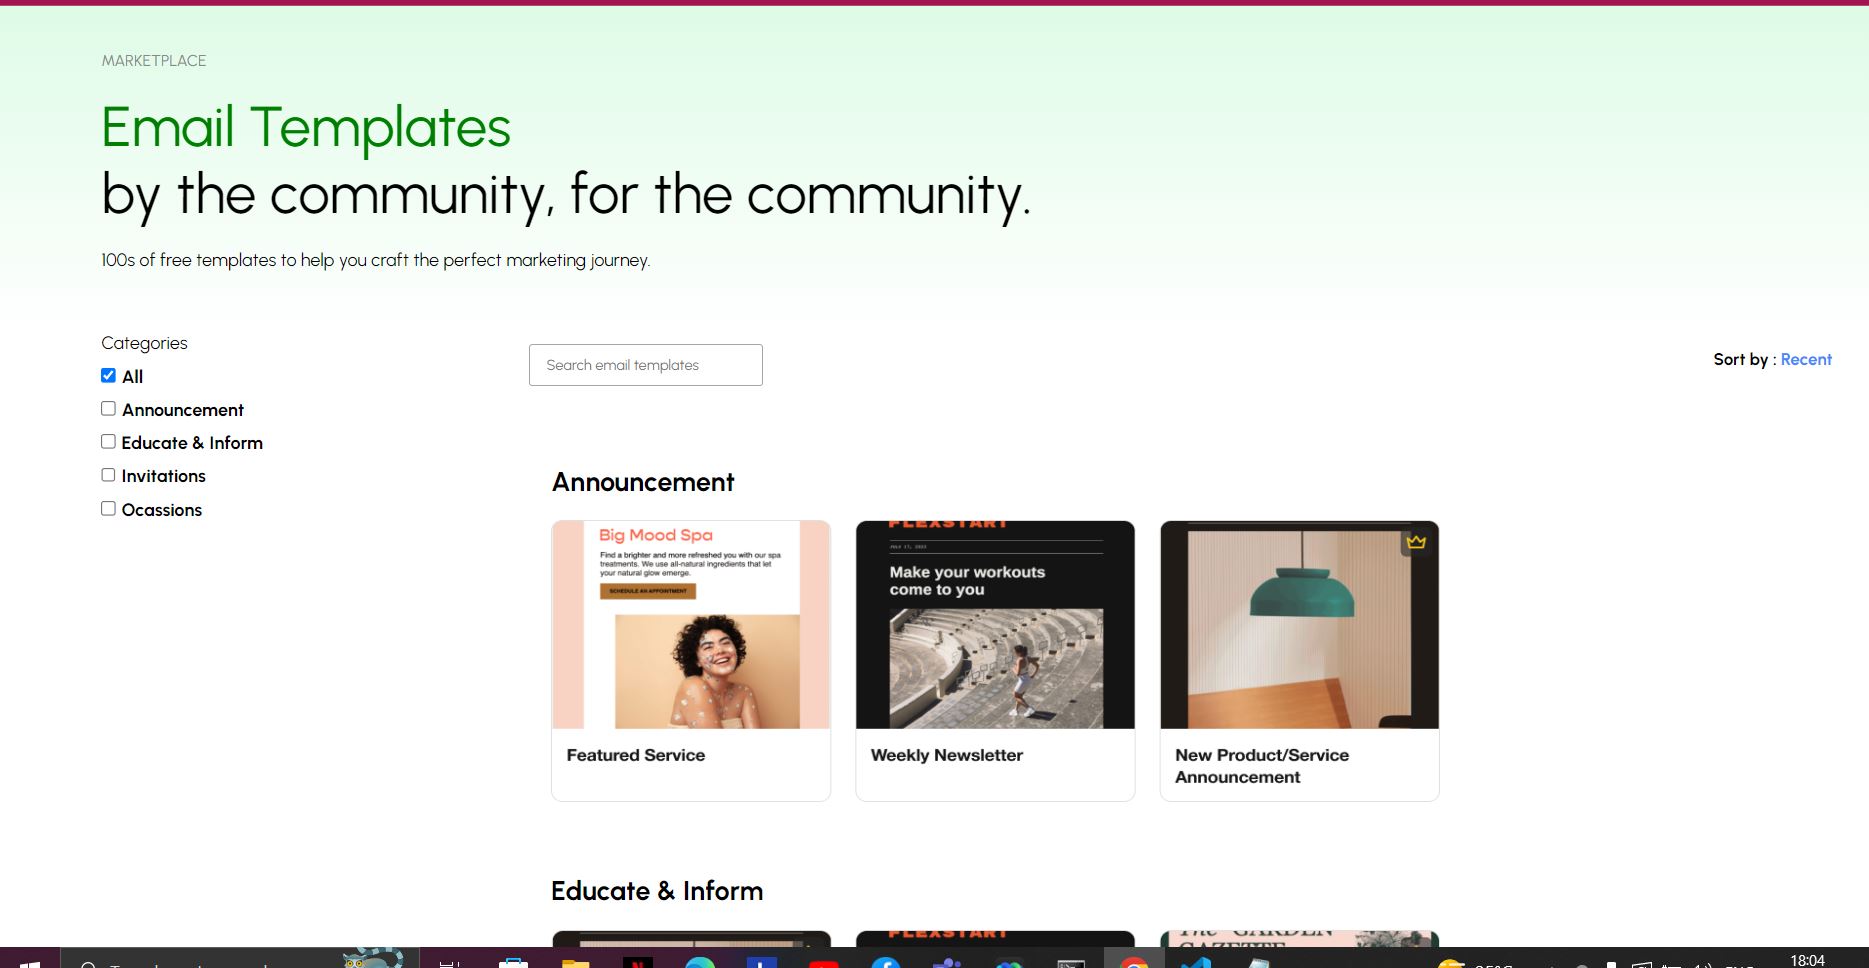 MARKETPLACE
Email Templates
by the community, for the community.
100s of free templates to help you craft the perfect marketing journey.
Categories
All
Announcement
Educate & Inform
Invitations
Ocassions
Search email templates
Sort by : Recent
Announcement
Big Mood Spa
Find a brighter and more refreshed you with our spa
treatments. We use all-natural ingredients that let
your natural glow emerge.
SCHEDULE AN APPOINTMENT
Featured Service
FLEXSTART
Make your workouts
come to you
Weekly Newsletter
New Product/Service
Announcement
Educate & Inform
FLEXSTART
The GARDEN
GAZETTE
18:04